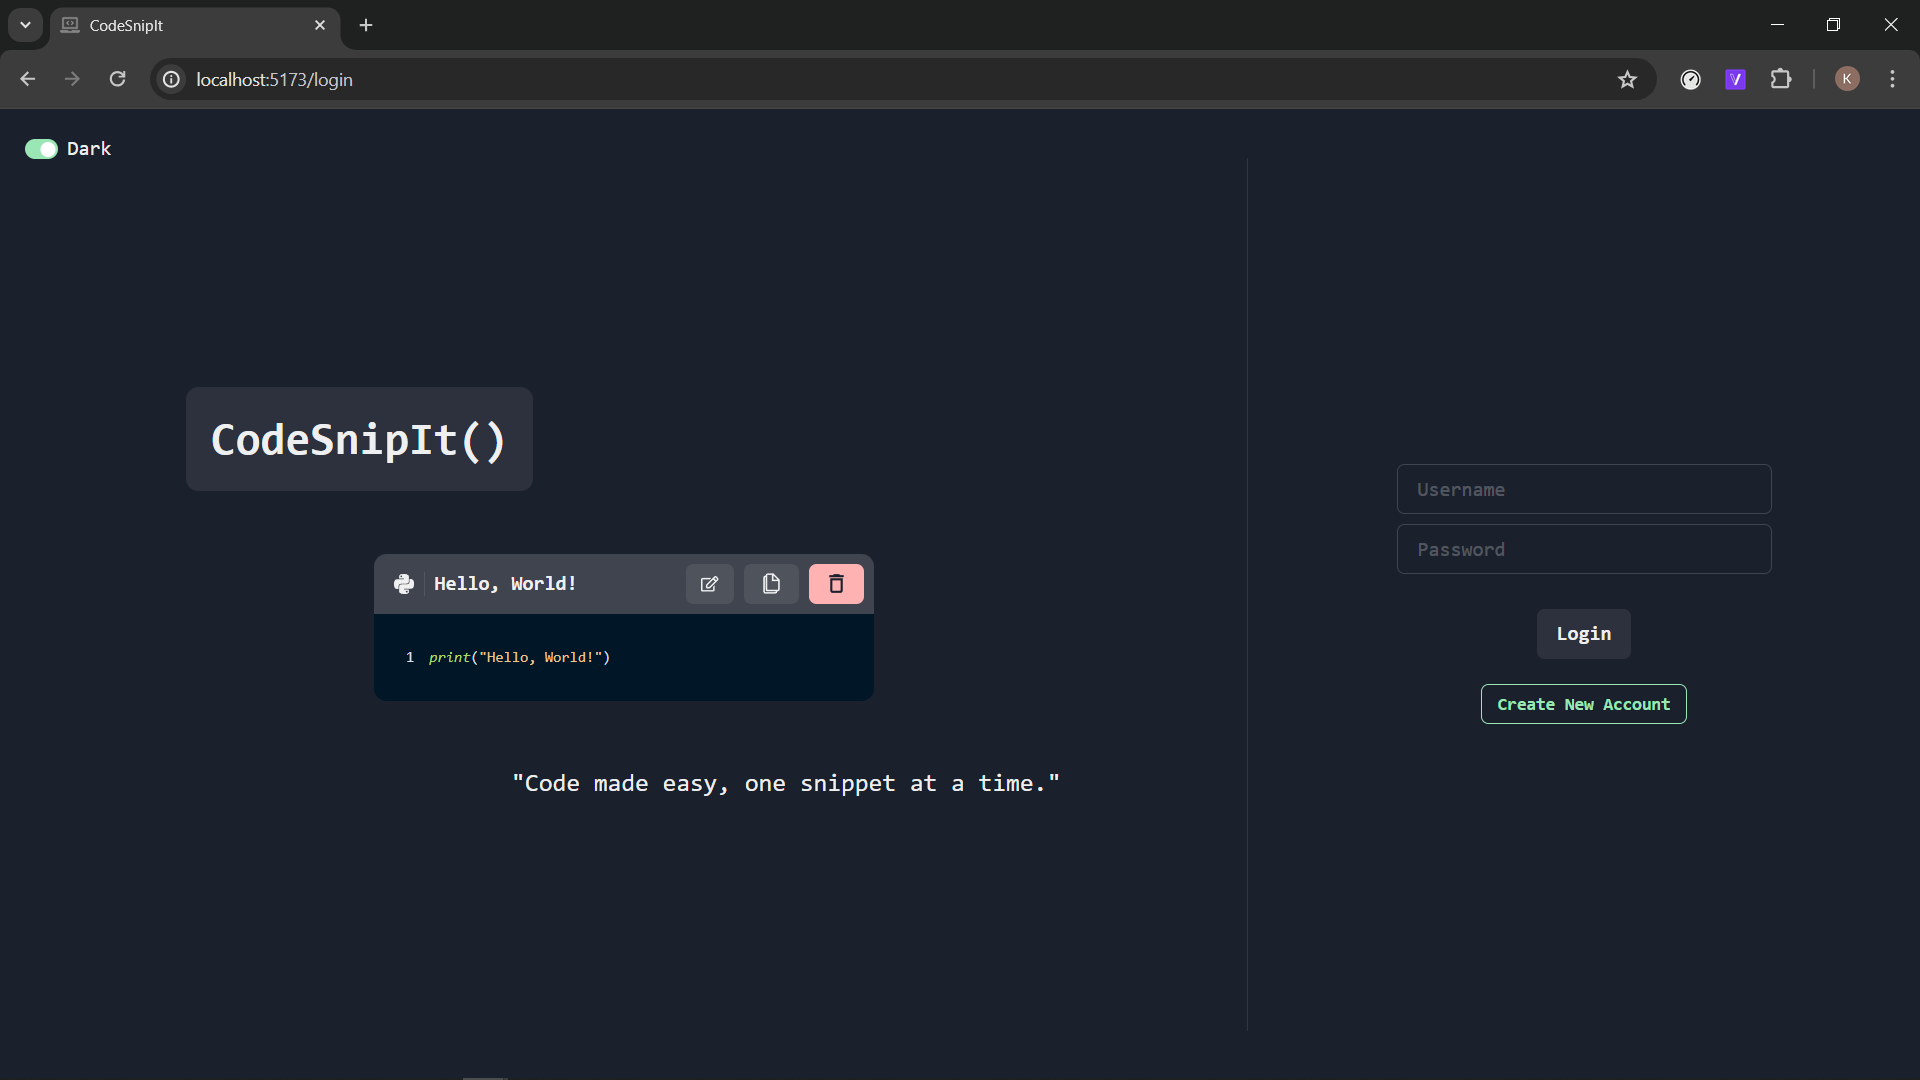 CodeSnipIt
localhost:5173/login
K
Dark
CodeSnipIt()
Hello, World!
1 print("Hello, World!")
"Code made easy, one snippet at a time."
Username
Password
Login
Create New Account